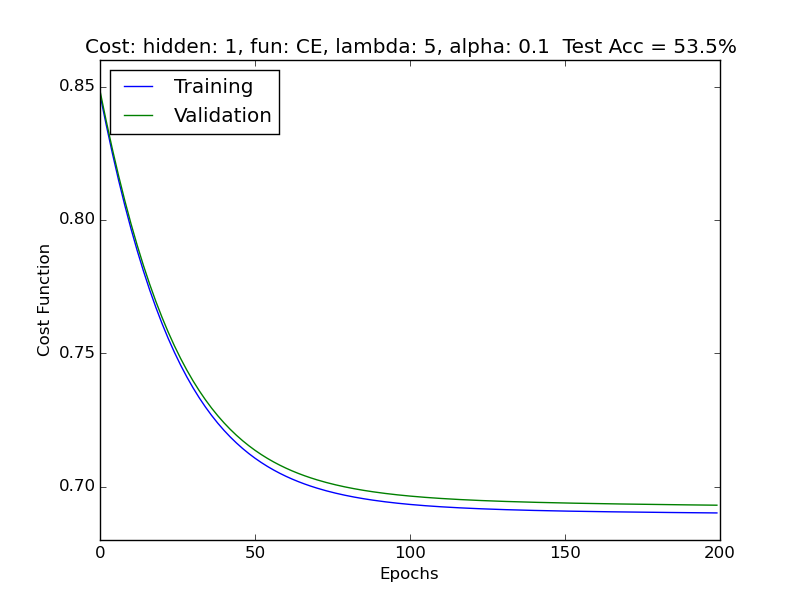 Cost: hidden: 1, fun: CE, lambda: 5, alpha: 0.1  Test Acc = 53.5%
Training
Validation
0.85
0.80
0.75
0.70
Cost Function
0 50 100 150 200
Epochs